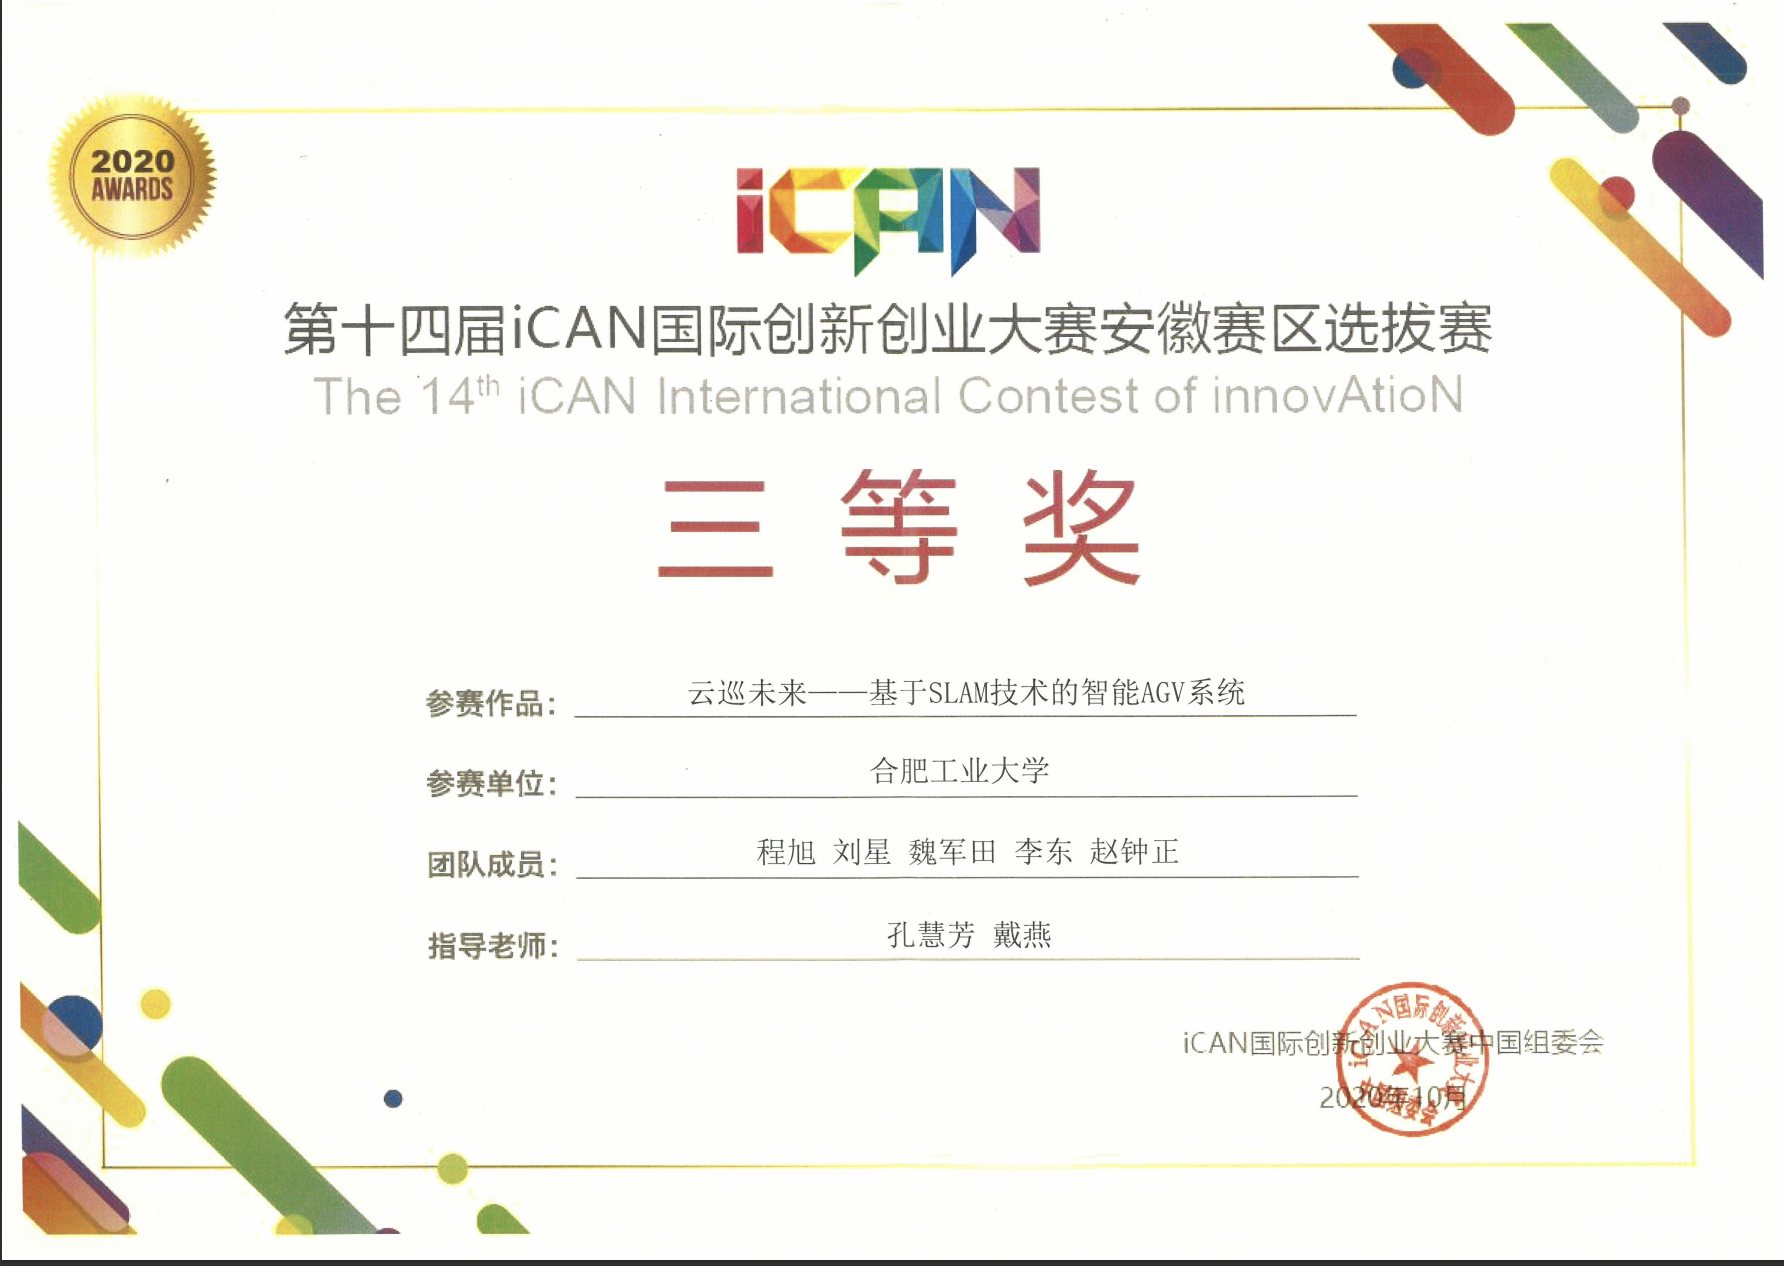 2020
AWARDS
iCAN
第十四届iCAN国际创新创业大赛安徽赛区选拔赛
The 14th iCAN International Contest of innovAtioN
三等奖
参赛作品：云巡未来——基于SLAM技术的智能AGV系统
参赛单位：合肥工业大学
团队成员：程旭 刘星 魏军田 李东 赵钟正
指导老师：孔慧芳 戴燕
iCAN国际创新创业大赛中国组委会
2020年10月
iCAN国际创新创业大赛
中国组委会